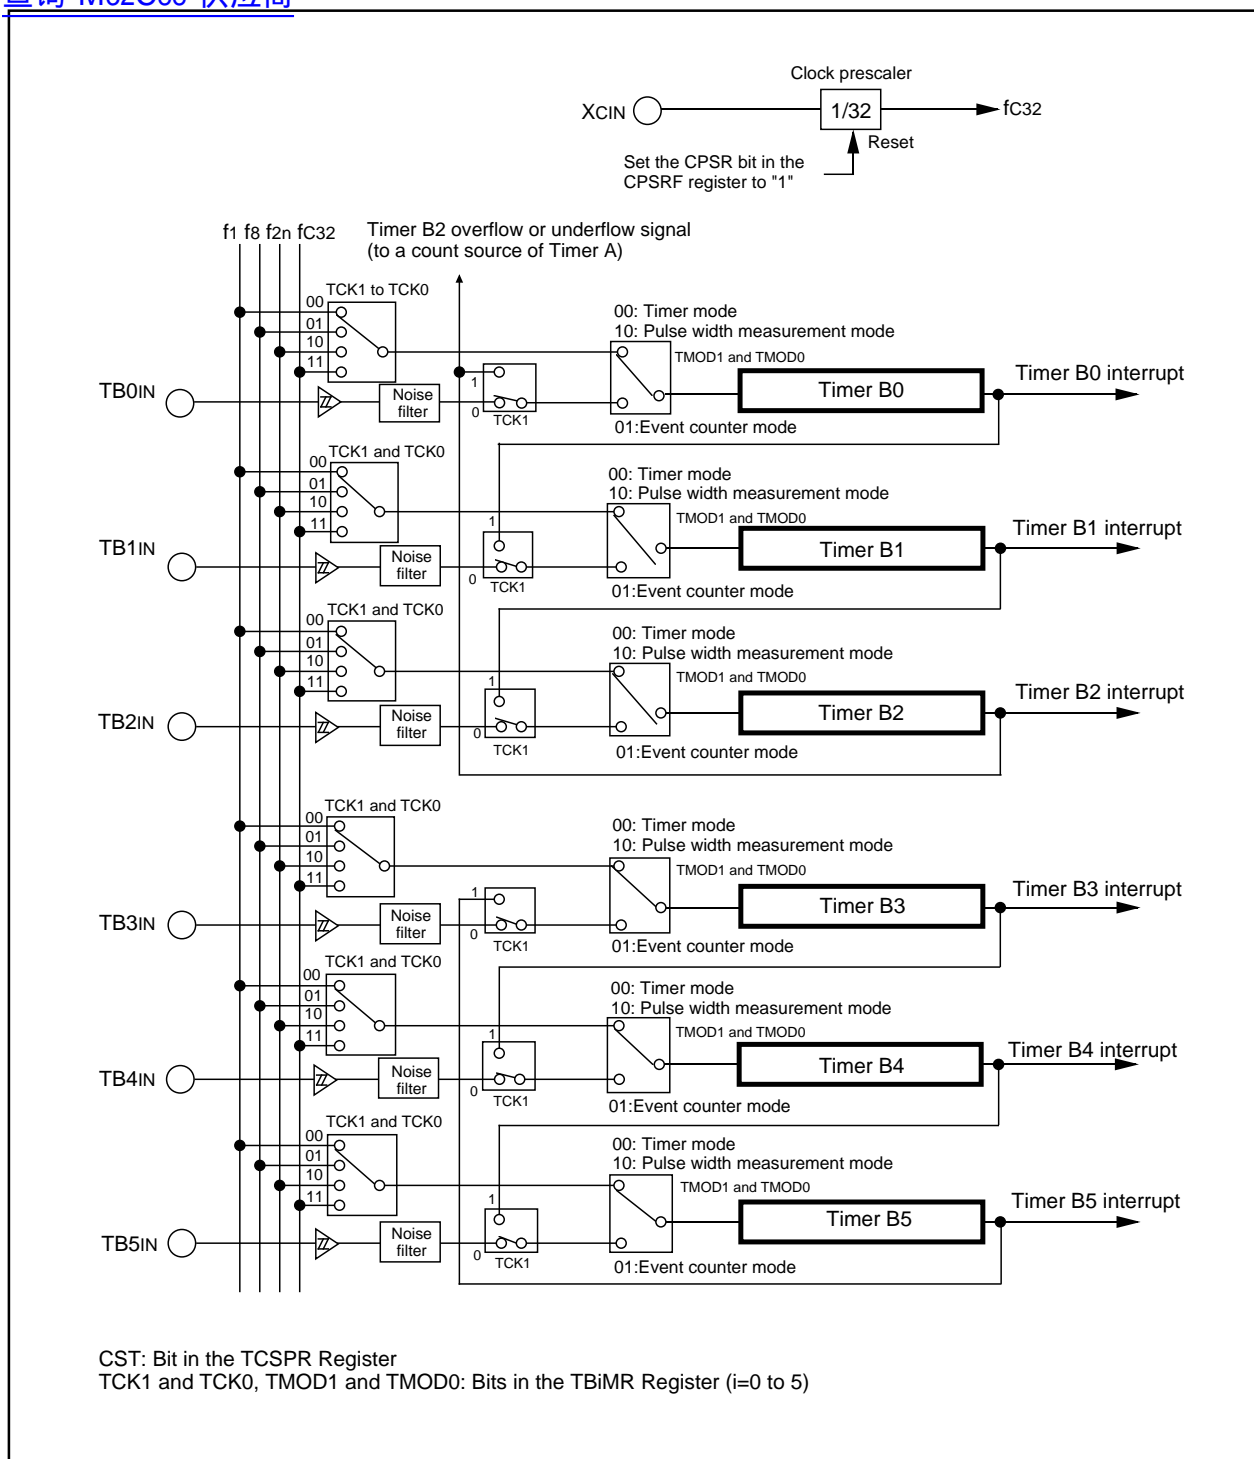 查询"M32C80"供应商
Clock prescaler
XCIN
1/32
fC32
Reset
Set the CPSR bit in the
CPSRF register to "1"
f1 f8 f2n fC32
Timer B2 overflow or underflow signal
(to a count source of Timer A)
TCK1 to TCK0
00
01
10
11
00: Timer mode
10: Pulse width measurement mode
TMOD1 and TMOD0
TB0IN
Noise
filter
1
0
TCK1
Timer B0
Timer B0 interrupt
01:Event counter mode
TCK1 and TCK0
00
01
10
11
00: Timer mode
10: Pulse width measurement mode
TMOD1 and TMOD0
TB1IN
Noise
filter
1
0
TCK1
Timer B1
Timer B1 interrupt
01:Event counter mode
TCK1 and TCK0
00
01
10
11
00: Timer mode
10: Pulse width measurement mode
TMOD1 and TMOD0
TB2IN
Noise
filter
1
0
TCK1
Timer B2
Timer B2 interrupt
01:Event counter mode
TCK1 and TCK0
00
01
10
11
00: Timer mode
10: Pulse width measurement mode
TMOD1 and TMOD0
TB3IN
Noise
filter
1
0
TCK1
Timer B3
Timer B3 interrupt
01:Event counter mode
TCK1 and TCK0
00
01
10
11
00: Timer mode
10: Pulse width measurement mode
TMOD1 and TMOD0
TB4IN
Noise
filter
1
0
TCK1
Timer B4
Timer B4 interrupt
01:Event counter mode
TCK1 and TCK0
00
01
10
11
00: Timer mode
10: Pulse width measurement mode
TMOD1 and TMOD0
TB5IN
Noise
filter
1
0
TCK1
Timer B5
Timer B5 interrupt
01:Event counter mode
CST: Bit in the TCSPR Register
TCK1 and TCK0, TMOD1 and TMOD0: Bits in the TBiMR Register (i=0 to 5)